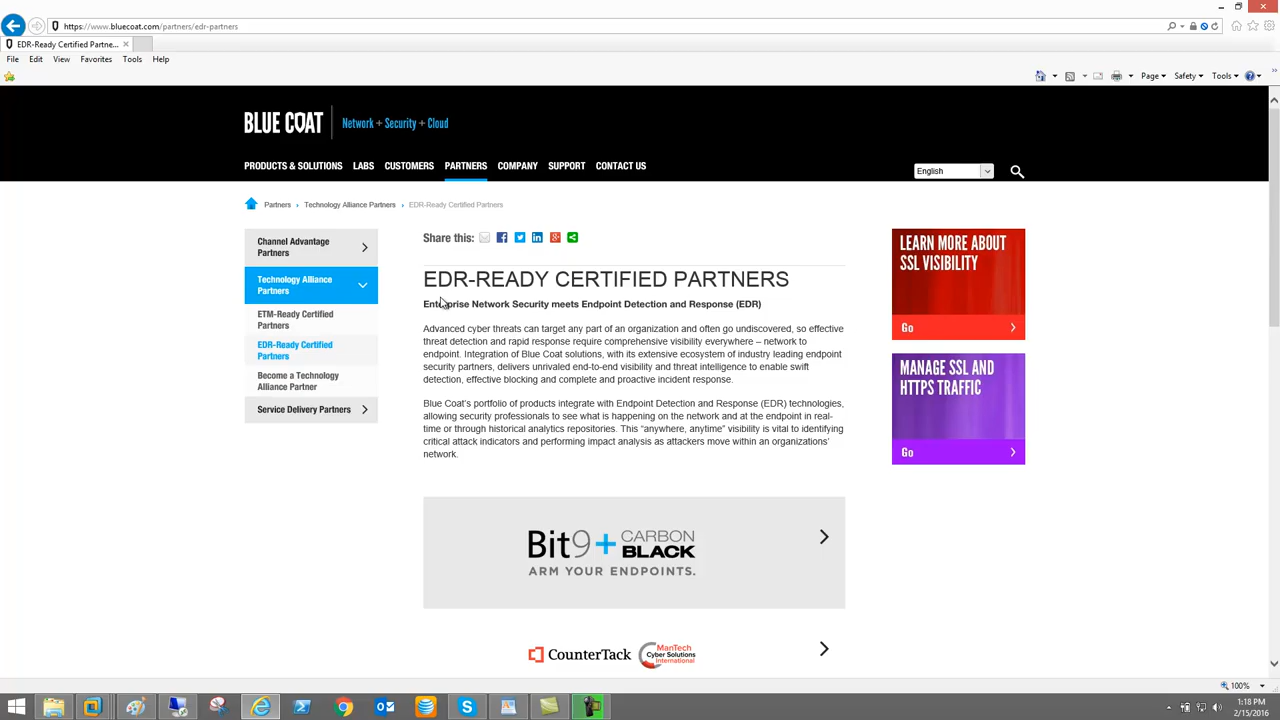 https://www.bluecoat.com/partners/edr-partners
EDR-Ready Certified Partne...
File Edit View Favorites Tools Help
Page Safety Tools
BLUE COAT Network + Security + Cloud
PRODUCTS & SOLUTIONS LABS CUSTOMERS PARTNERS COMPANY SUPPORT CONTACT US
English
Partners › Technology Alliance Partners › EDR-Ready Certified Partners
Channel Advantage
Partners
Technology Alliance
Partners
ETM-Ready Certified
Partners
EDR-Ready Certified
Partners
Become a Technology
Alliance Partner
Service Delivery Partners
Share this:
EDR-READY CERTIFIED PARTNERS
Enterprise Network Security meets Endpoint Detection and Response (EDR)
Advanced cyber threats can target any part of an organization and often go undiscovered, so effective
threat detection and rapid response require comprehensive visibility everywhere – network to
endpoint. Integration of Blue Coat solutions, with its extensive ecosystem of industry leading endpoint
security partners, delivers unrivaled end-to-end visibility and threat intelligence to enable swift
detection, effective blocking and complete and proactive incident response.
Blue Coat's portfolio of products integrate with Endpoint Detection and Response (EDR) technologies,
allowing security professionals to see what is happening on the network and at the endpoint in real-
time or through historical analytics repositories. This “anywhere, anytime” visibility is vital to identifying
critical attack indicators and performing impact analysis as attackers move within an organizations’
network.
Bit9 + CARBON
BLACK
ARM YOUR ENDPOINTS.
CounterTack
ManTech
Cyber Solutions
International
LEARN MORE ABOUT
SSL VISIBILITY
Go
MANAGE SSL AND
HTTPS TRAFFIC
Go
100%
1:18 PM
2/15/2016